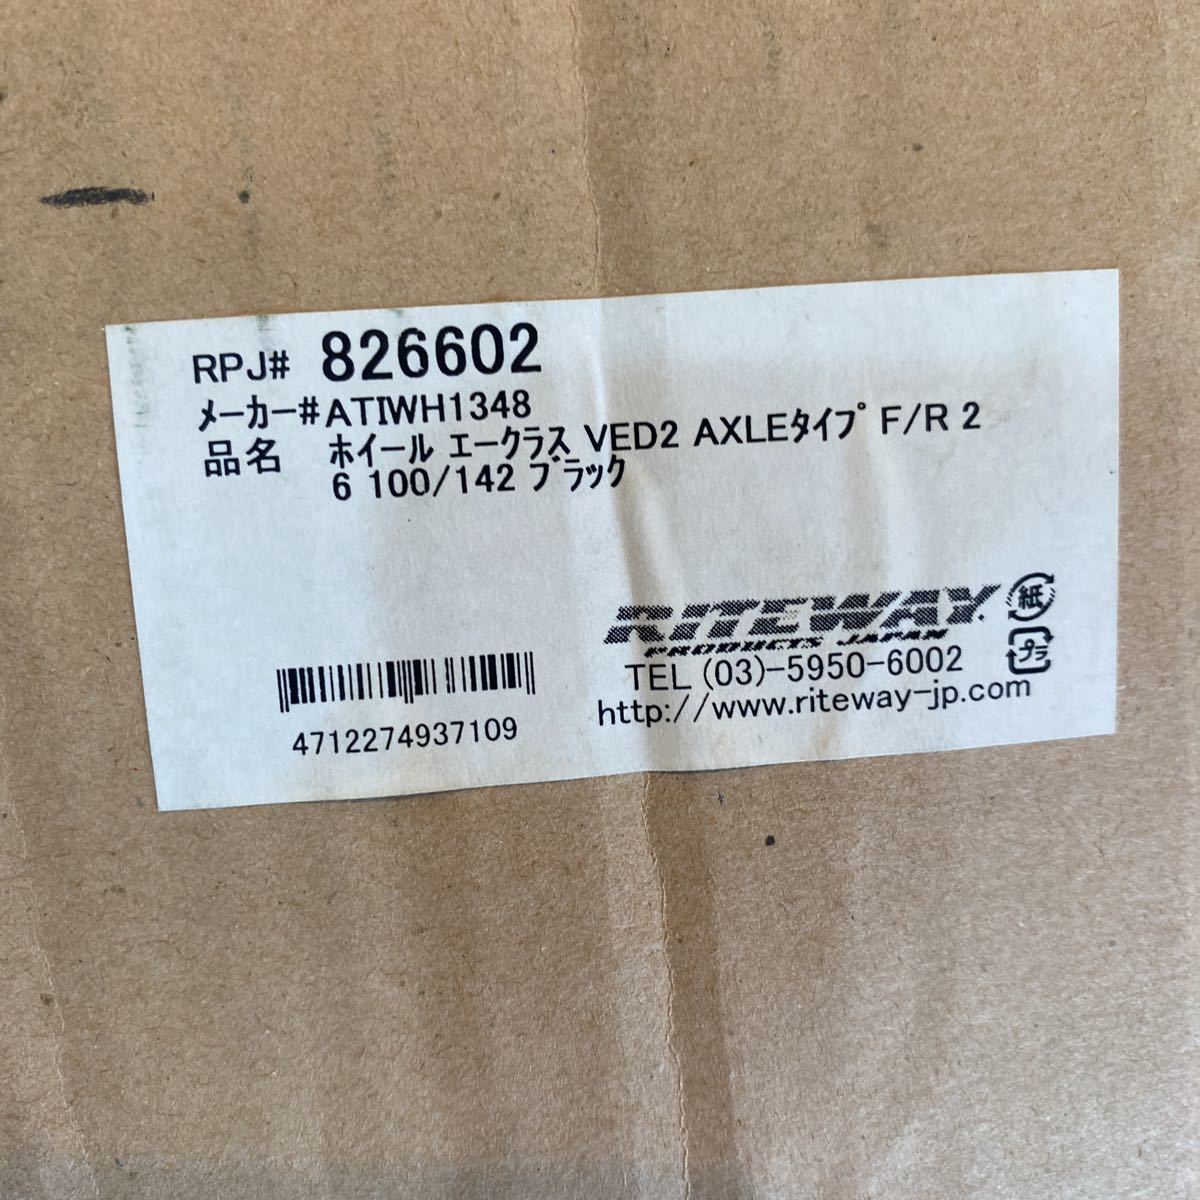 RPJ# 826602
メーカー#ATIWH1348
品名 ホイール エークラス VED2 AXLEタイプ F/R 2
6 100/142 ブラック
RITEWAY
PRODUCTS JAPAN
紙
プラ
TEL (03)-5950-6002
http://www.riteway-jp.com
4712274937109